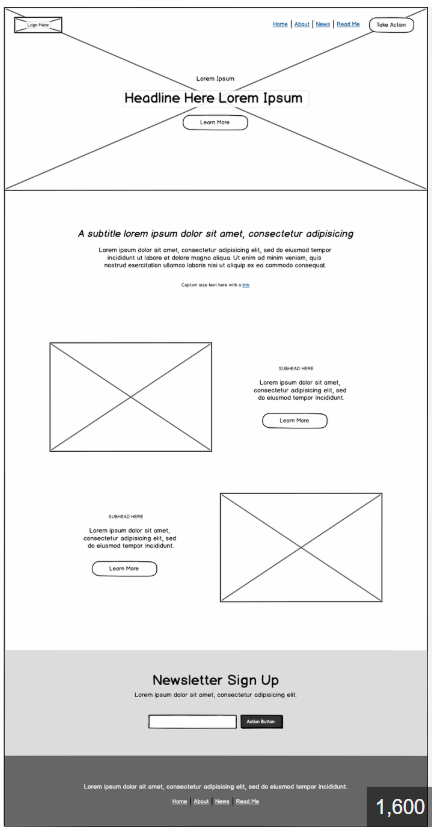 Logo Here
Home | About | News | Read Me
Take Action
Lorem Ipsum
Headline Here Lorem Ipsum
Learn More
A subtitle lorem ipsum dolor sit amet, consectetur adipisicing
Lorem ipsum dolor sit amet, consectetur adipisicing elit, sed do eiusmod tempor
incididunt ut labore et dolore magna aliqua. Ut enim ad minim veniam, quis
nostrud exercitation ullamco laboris nisi ut aliquip ex ea commodo consequat.
Caption size text here with a link
SUBHEAD HERE
Lorem ipsum dolor sit amet,
consectetur adipisicing elit, sed
do eiusmod tempor incididunt.
Learn More
SUBHEAD HERE
Lorem ipsum dolor sit amet,
consectetur adipisicing elit, sed
do eiusmod tempor incididunt.
Learn More
Newsletter Sign Up
Lorem ipsum dolor sit amet, consectetur adipisicing elit.
Action Button
Lorem ipsum dolor sit amet, consectetur adipisicing elit, sed do eiusmod tempor incididunt.
Home | About | News | Read Me
1,600